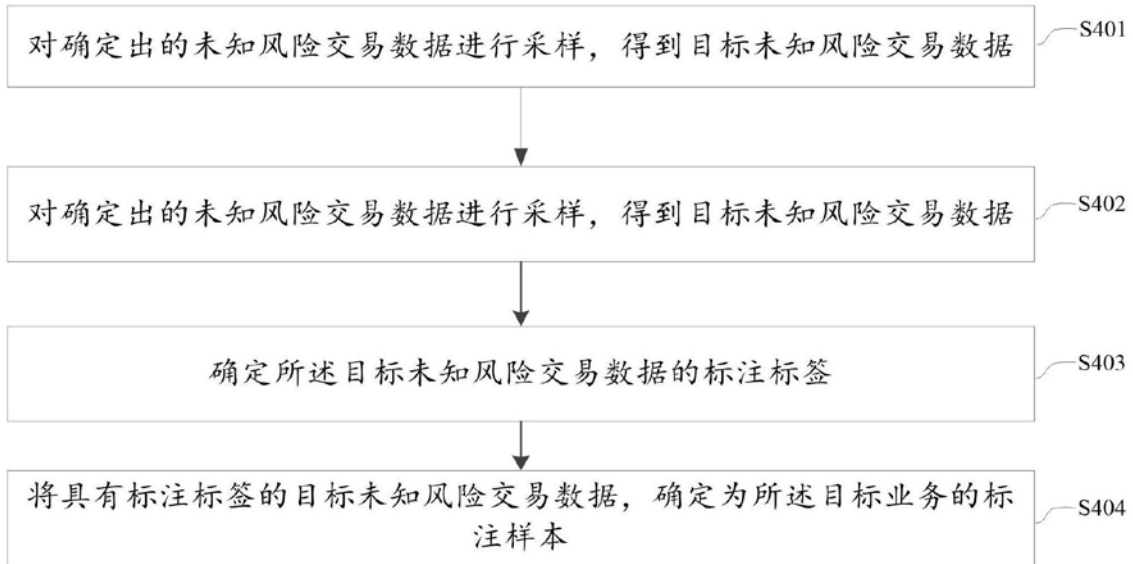 对确定出的未知风险交易数据进行采样，得到目标未知风险交易数据
S401
对确定出的未知风险交易数据进行采样，得到目标未知风险交易数据
S402
确定所述目标未知风险交易数据的标注标签
S403
将具有标注标签的目标未知风险交易数据，确定为所述目标业务的标
注样本
S404